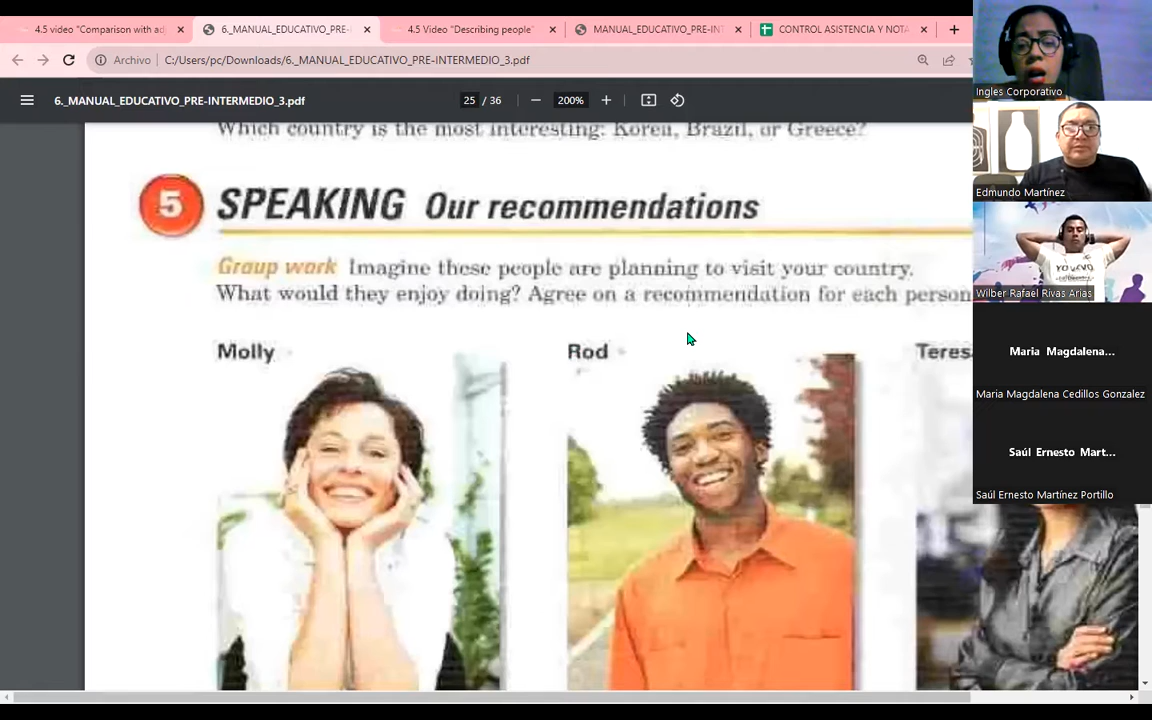 4.5 video "Comparison with ad
6._MANUAL_EDUCATIVO_PRE-
4.5 Video "Describing people"
MANUAL_EDUCATIVO_PRE-INT
CONTROL ASISTENCIA Y NOTA
Archivo
C:/Users/pc/Downloads/6._MANUAL_EDUCATIVO_PRE-INTERMEDIO_3.pdf
6._MANUAL_EDUCATIVO_PRE-INTERMEDIO_3.pdf
25 / 36
200%
Which country is the most interesting: Korea, Brazil, or Greece?
5 SPEAKING Our recommendations
Group work Imagine these people are planning to visit your country.
What would they enjoy doing? Agree on a recommendation for each person
Molly
Rod
Teres
Ingles Corporativo
Edmundo Martínez
YO VEVO
Wilber Rafael Rivas Arias
Maria Magdalena...
Maria Magdalena Cedillos Gonzalez
Saúl Ernesto Mart...
Saúl Ernesto Martínez Portillo